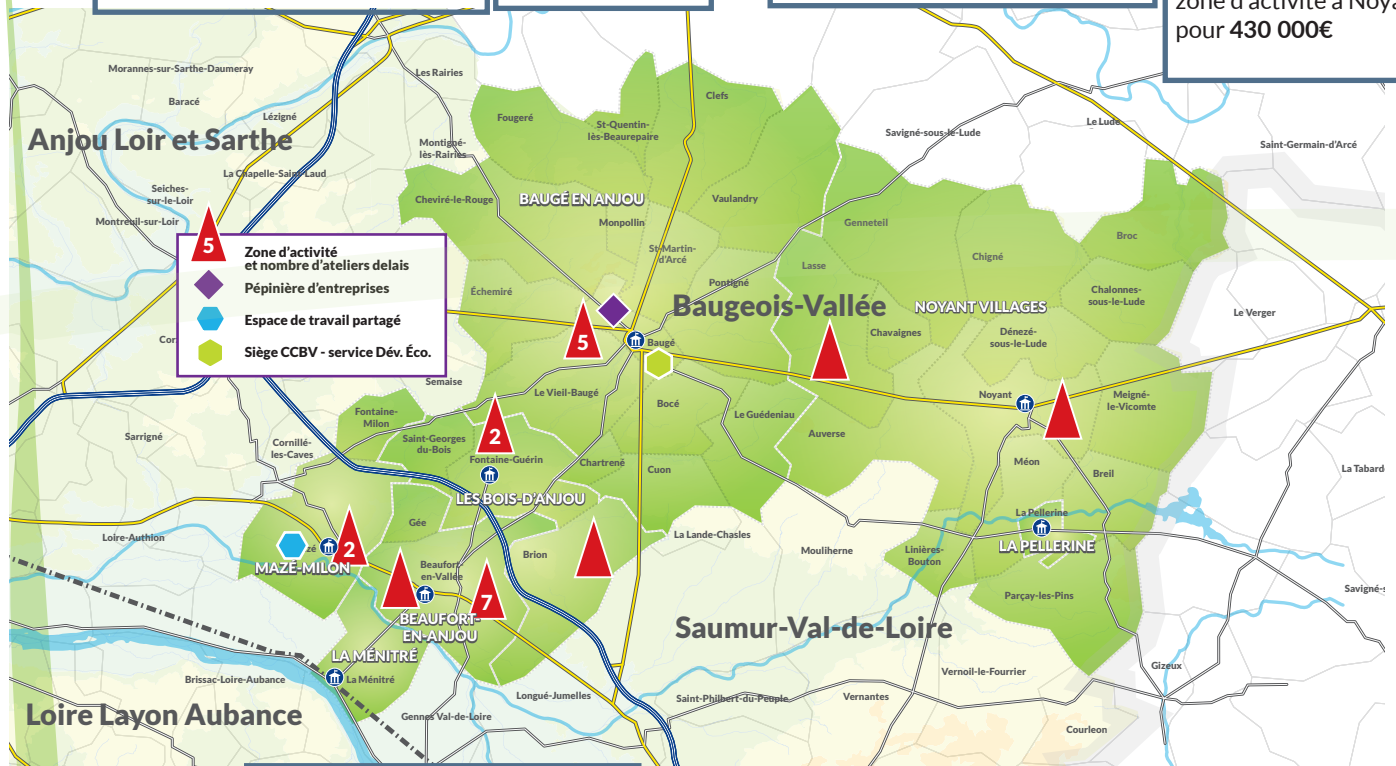 zone d'activité à Noya
pour 430 000€
Morannes-sur-Sarthe-Daumeray
Les Rairies
Baracé
Clefs
Lézigné
Fougeré
St-Quentin-
lès-Beaurepaire
Savigné-sous-le-Lude
Le Lude
Saint-Germain-d'Arcé
Anjou Loir et Sarthe
Montigné-
lès-Rairies
La Chapelle-Saint-Laud
Seiches-
sur-le-Loir
Cheviré-le-Rouge
BAUGÉ EN ANJOU
Vaulandry
Montreuil-sur-Loir
Monpollin
Genneteil
Broc
5
Zone d'activité
et nombre d'ateliers delais
Pépinière d'entreprises
Espace de travail partagé
Siège CCBV - service Dév. Éco.
St-Martin-
d'Arcé
Lasse
Chigné
Pontigné
Échemiré
Chalonnes-
sous-le-Lude
Baugeois-Vallée
NOYANT VILLAGES
Le Verger
Cor
5
Baugé
Chavaignes
Dénezé-
sous-le-Lude
Semaise
Le Vieil-Baugé
Bocé
Noyant
Meigné-
le-Vicomte
Fontaine-
Milon
Le Guédeniau
Sarrigné
Cornillé-
les-Caves
Saint-Georges
du-Bois
2
Auverse
Fontaine-Guérin
Chartrené
Cuon
Méon
Breil
La Tabard
LES BOIS-D'ANJOU
Gée
La Pellerine
Loire-Authion
zé
2
La Lande-Chasles
Mouliherne
LA PELLERINE
MAZÉ-MILON
Beaufort
en-Vallée
Brion
Linières-
Bouton
7
Parçay-les-Pins
Savigné-s
BEAUFORT-
EN-ANJOU
Saumur-Val-de-Loire
LA MÉNITRÉ
La Ménitré
Brissac-Loire-Aubance
Vernoil-le-Fourrier
Gizeux
Longué-Jumelles
Saint-Philbert-du-Peuple
Vernantes
Loire Layon Aubance
Gennes Val-de-Loire
Courleon